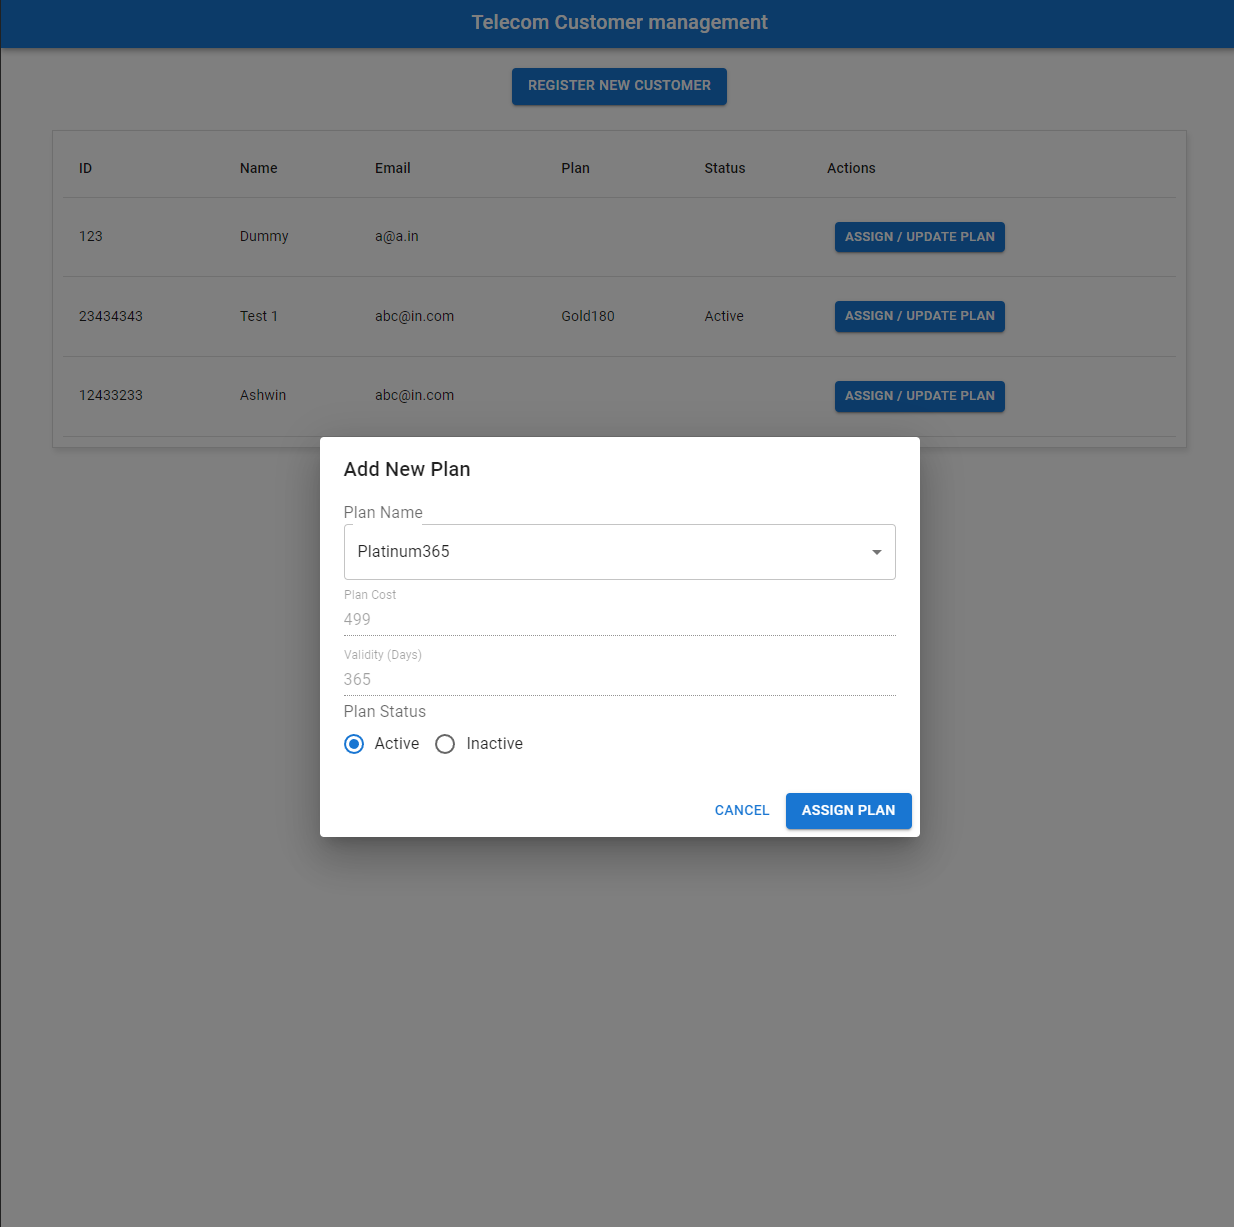 Telecom Customer management
REGISTER NEW CUSTOMER
ID Name Email Plan Status Actions
123 Dummy a@a.in ASSIGN / UPDATE PLAN
23434343 Test 1 abc@in.com Gold180 Active ASSIGN / UPDATE PLAN
12433233 Ashwin abc@in.com ASSIGN / UPDATE PLAN
Add New Plan
Plan Name
Platinum365
Plan Cost
499
Validity (Days)
365
Plan Status
Active Inactive
CANCEL ASSIGN PLAN